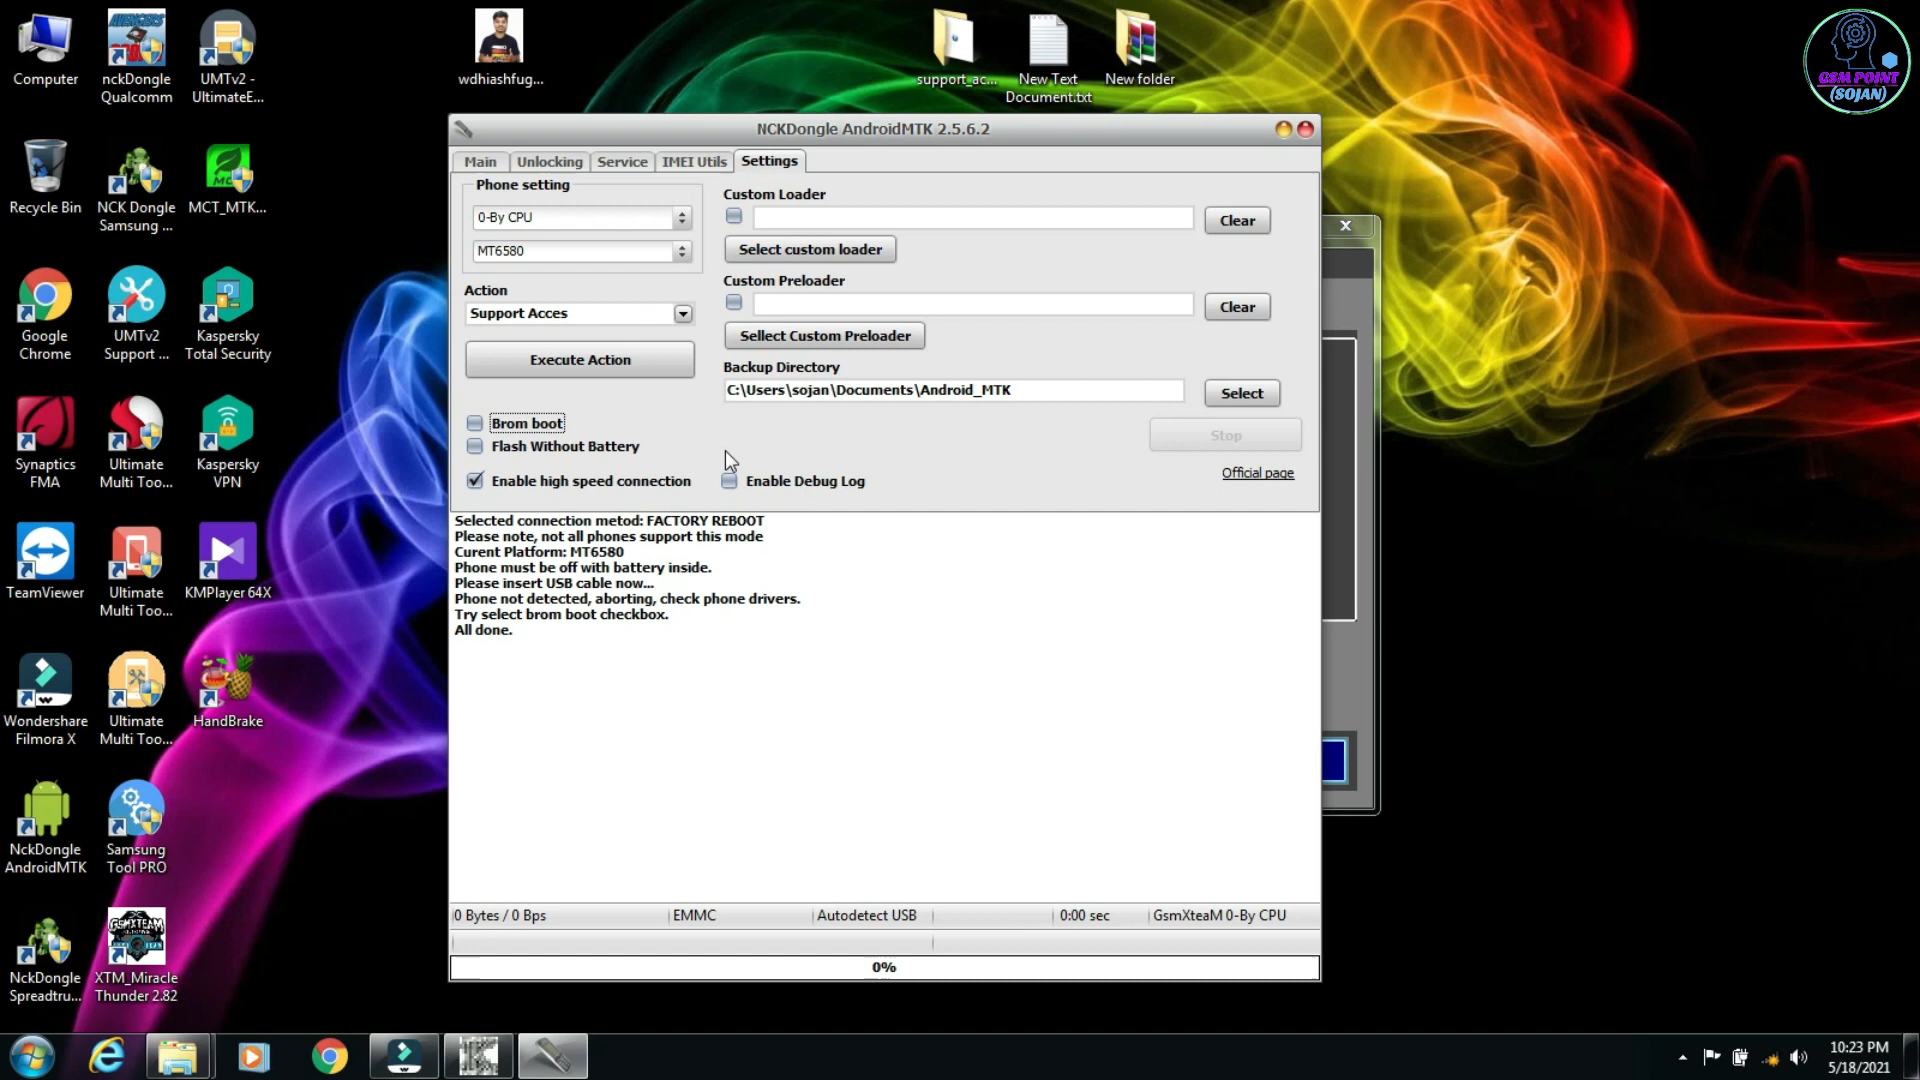 Computer
nckDongle
Qualcomm
UMTv2 -
UltimateE...
wdhiashfug...
support_ac...
New Text
Document.txt
New folder
GSM POINT
(SOJAN)
Recycle Bin
NCK Dongle
Samsung ...
MCT_MTK...
Google
Chrome
UMTv2
Support ...
Kaspersky
Total Security
Synaptics
FMA
Ultimate
Multi Too...
Kaspersky
VPN
TeamViewer
Ultimate
Multi Too...
KMPlayer 64X
Wondershare
Filmora X
Ultimate
Multi Too...
HandBrake
NckDongle
AndroidMTK
Samsung
Tool PRO
NckDongle
Spreadtru...
XTM_Miracle
Thunder 2.82
NCKDongle AndroidMTK 2.5.6.2
Main Unlocking Service IMEI Utils Settings
Phone setting
0-By CPU
MT6580
Action
Support Acces
Execute Action
Brom boot
Flash Without Battery
Enable high speed connection
Custom Loader
Clear
Select custom loader
Custom Preloader
Clear
Sellect Custom Preloader
Backup Directory
C:\Users\sojan\Documents\Android_MTK
Select
Stop
Official page
Enable Debug Log
Selected connection metod: FACTORY REBOOT
Please note, not all phones support this mode
Curent Platform: MT6580
Phone must be off with battery inside.
Please insert USB cable now...
Phone not detected, aborting, check phone drivers.
Try select brom boot checkbox.
All done.
0 Bytes / 0 Bps EMMC Autodetect USB 0:00 sec GsmXteaM 0-By CPU
0%
10:23 PM
5/18/2021